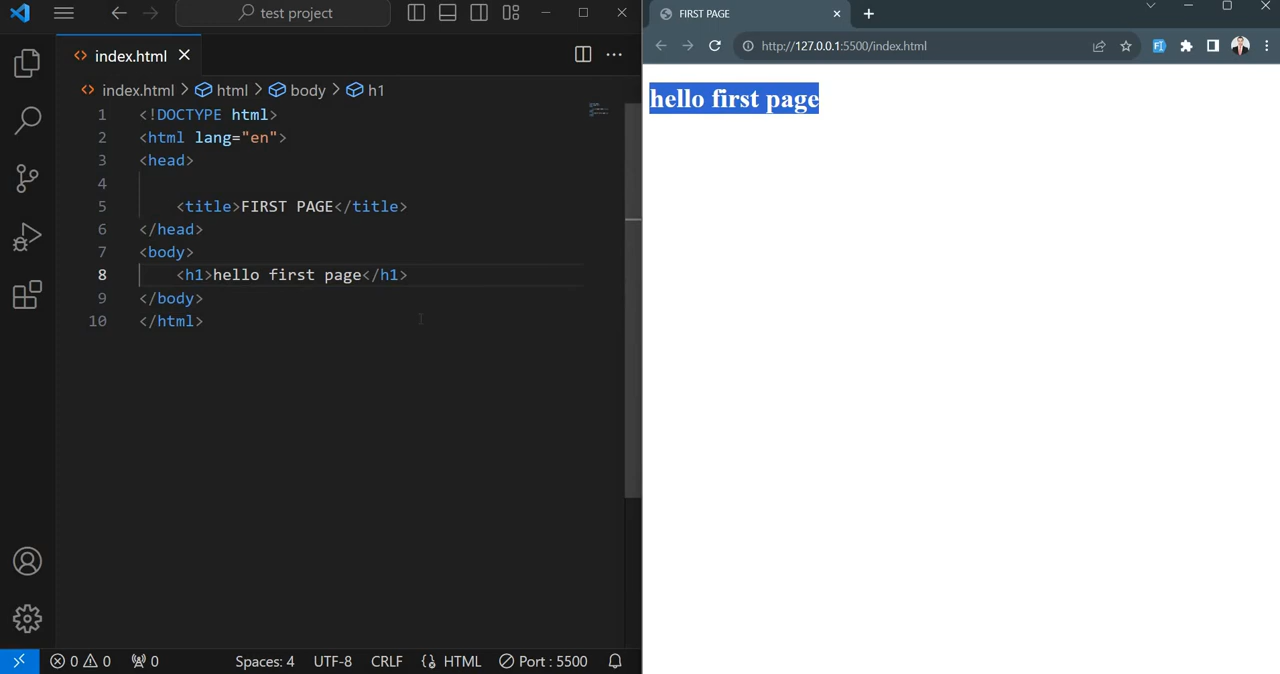 test project
index.html
index.html > html > body > h1
1 <!DOCTYPE html>
2 <html lang="en">
3 <head>
4
5 <title>FIRST PAGE</title>
6 </head>
7 <body>
8 <h1>hello first page</h1>
9 </body>
10 </html>
0 0 0 Spaces: 4 UTF-8 CRLF HTML Port : 5500
FIRST PAGE
http://127.0.0.1:5500/index.html
hello first page